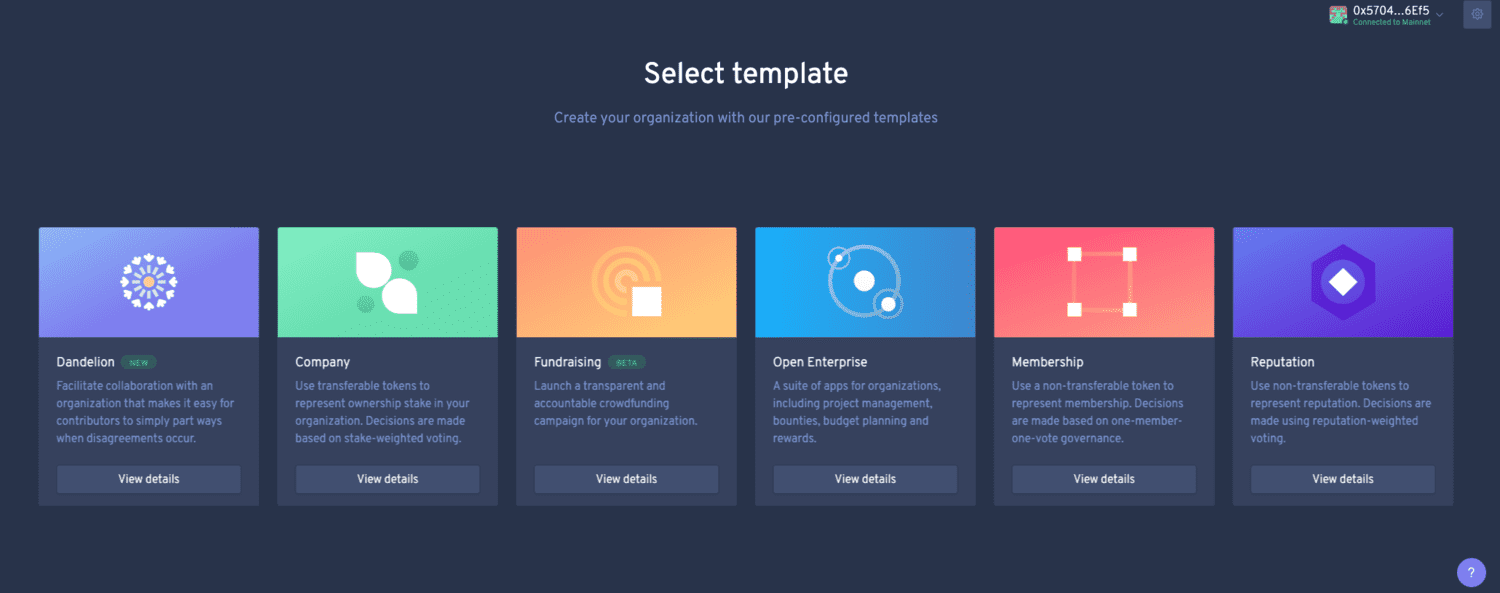 0x5704...6Ef5
Connected to Mainnet
Select template
Create your organization with our pre-configured templates
Dandelion NEW
Facilitate collaboration with an
organization that makes it easy for
contributors to simply part ways
when disagreements occur.
View details
Company
Use transferable tokens to
represent ownership stake in your
organization. Decisions are made
based on stake-weighted voting.
View details
Fundraising BETA
Launch a transparent and
accountable crowdfunding
campaign for your organization.
View details
Open Enterprise
A suite of apps for organizations,
including project management,
bounties, budget planning and
rewards.
View details
Membership
Use a non-transferable token to
represent membership. Decisions
are made based on one-member-
one-vote governance.
View details
Reputation
Use non-transferable tokens to
represent reputation. Decisions are
made using reputation-weighted
voting.
View details
?